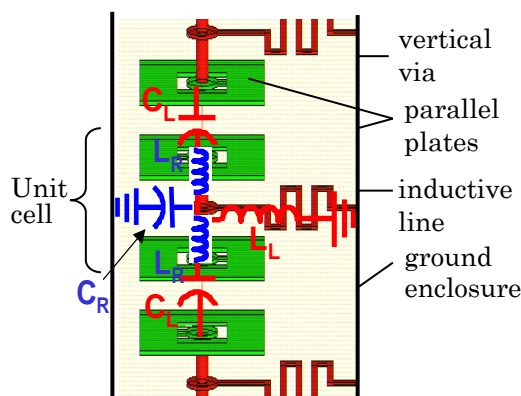 vertical
via
C_L
parallel
plates
L_R
Unit
cell
inductive
line
L_L
L_R
ground
enclosure
C_R
C_L